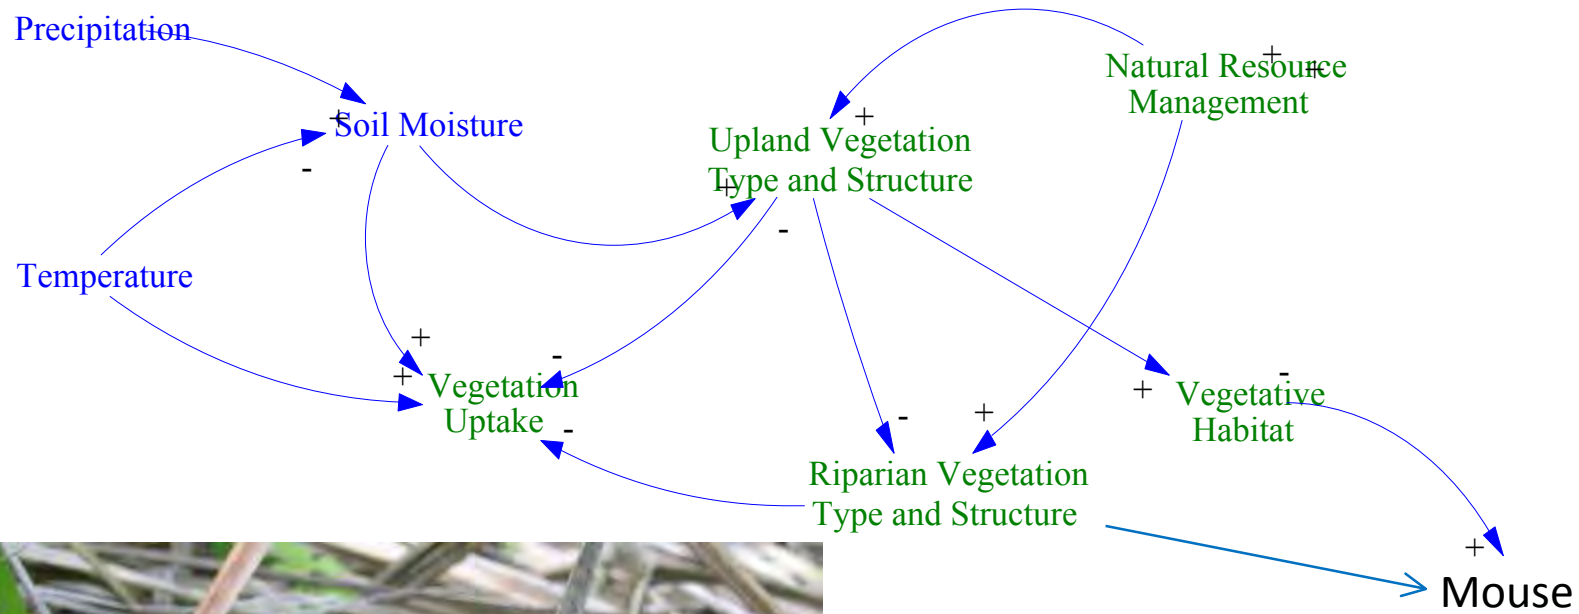 Precipitation
+
Soil Moisture
-
Temperature
+
+
Vegetation
Uptake
-
-
+
Upland Vegetation
Type and Structure
+
-
+
+
Natural Resource
Management
-
+
Riparian Vegetation
Type and Structure
+
-
Vegetative
Habitat
+
Mouse